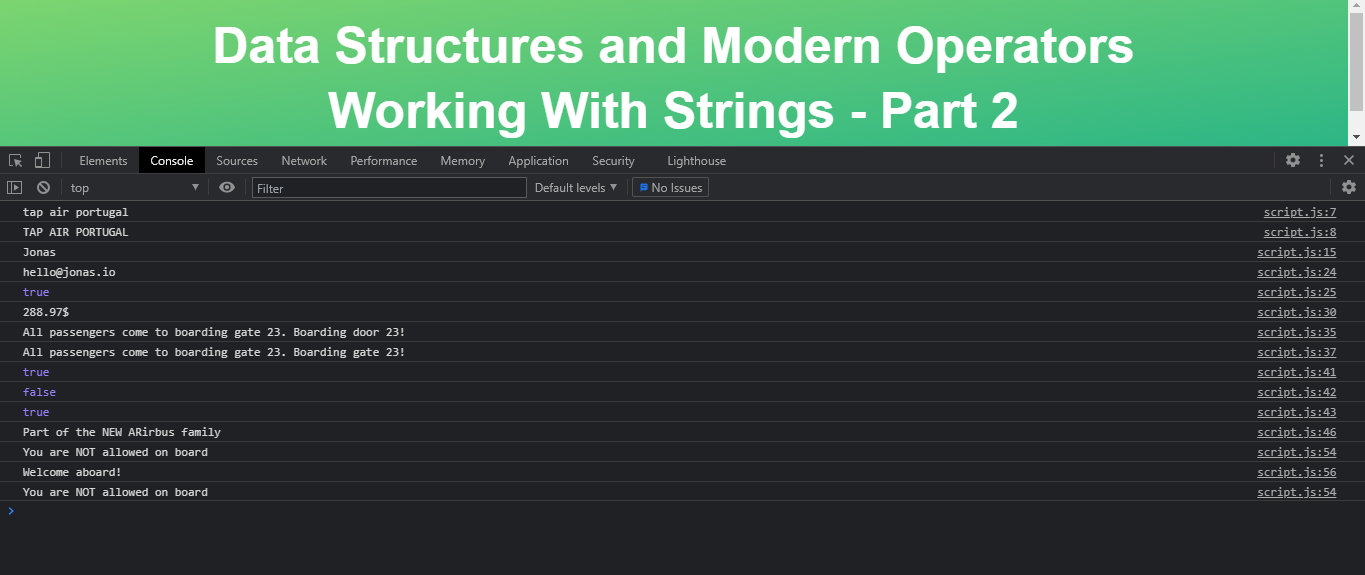 Data Structures and Modern Operators
Working With Strings - Part 2
Elements Console Sources Network Performance Memory Application Security Lighthouse
top Filter Default levels No Issues
tap air portugal script.js:7
TAP AIR PORTUGAL script.js:8
Jonas script.js:15
hello@jonas.io script.js:24
true script.js:25
288.97$ script.js:30
All passengers come to boarding gate 23. Boarding door 23! script.js:35
All passengers come to boarding gate 23. Boarding gate 23! script.js:37
true script.js:41
false script.js:42
true script.js:43
Part of the NEW ARirbus family script.js:46
You are NOT allowed on board script.js:54
Welcome aboard! script.js:56
You are NOT allowed on board script.js:54